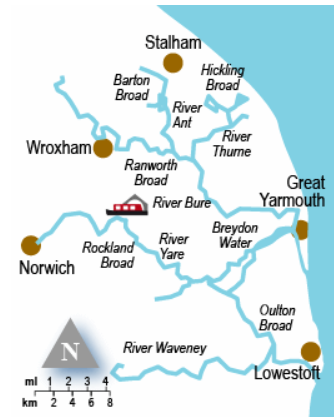 Stalham
Barton
Broad
Hickling
Broad
River
Ant
River
Thurne
Wroxham
Ranworth
Broad
Great
Yarmouth
River Bure
Breydon
Water
River
Yare
Rockland
Broad
Norwich
Oulton
Broad
N
River Waveney
Lowestoft
ml 1 2 3 4
km 2 4 6 8